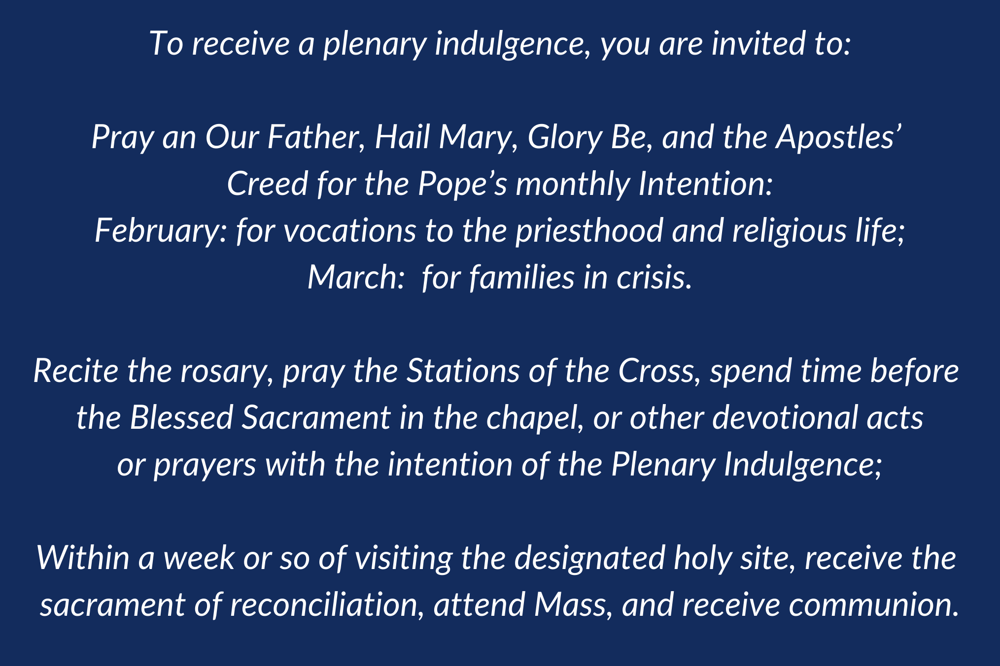 To receive a plenary indulgence, you are invited to:
Pray an Our Father, Hail Mary, Glory Be, and the Apostles’
Creed for the Pope’s monthly Intention:
February: for vocations to the priesthood and religious life;
March:  for families in crisis.
Recite the rosary, pray the Stations of the Cross, spend time before
the Blessed Sacrament in the chapel, or other devotional acts
or prayers with the intention of the Plenary Indulgence;
Within a week or so of visiting the designated holy site, receive the
sacrament of reconciliation, attend Mass, and receive communion.